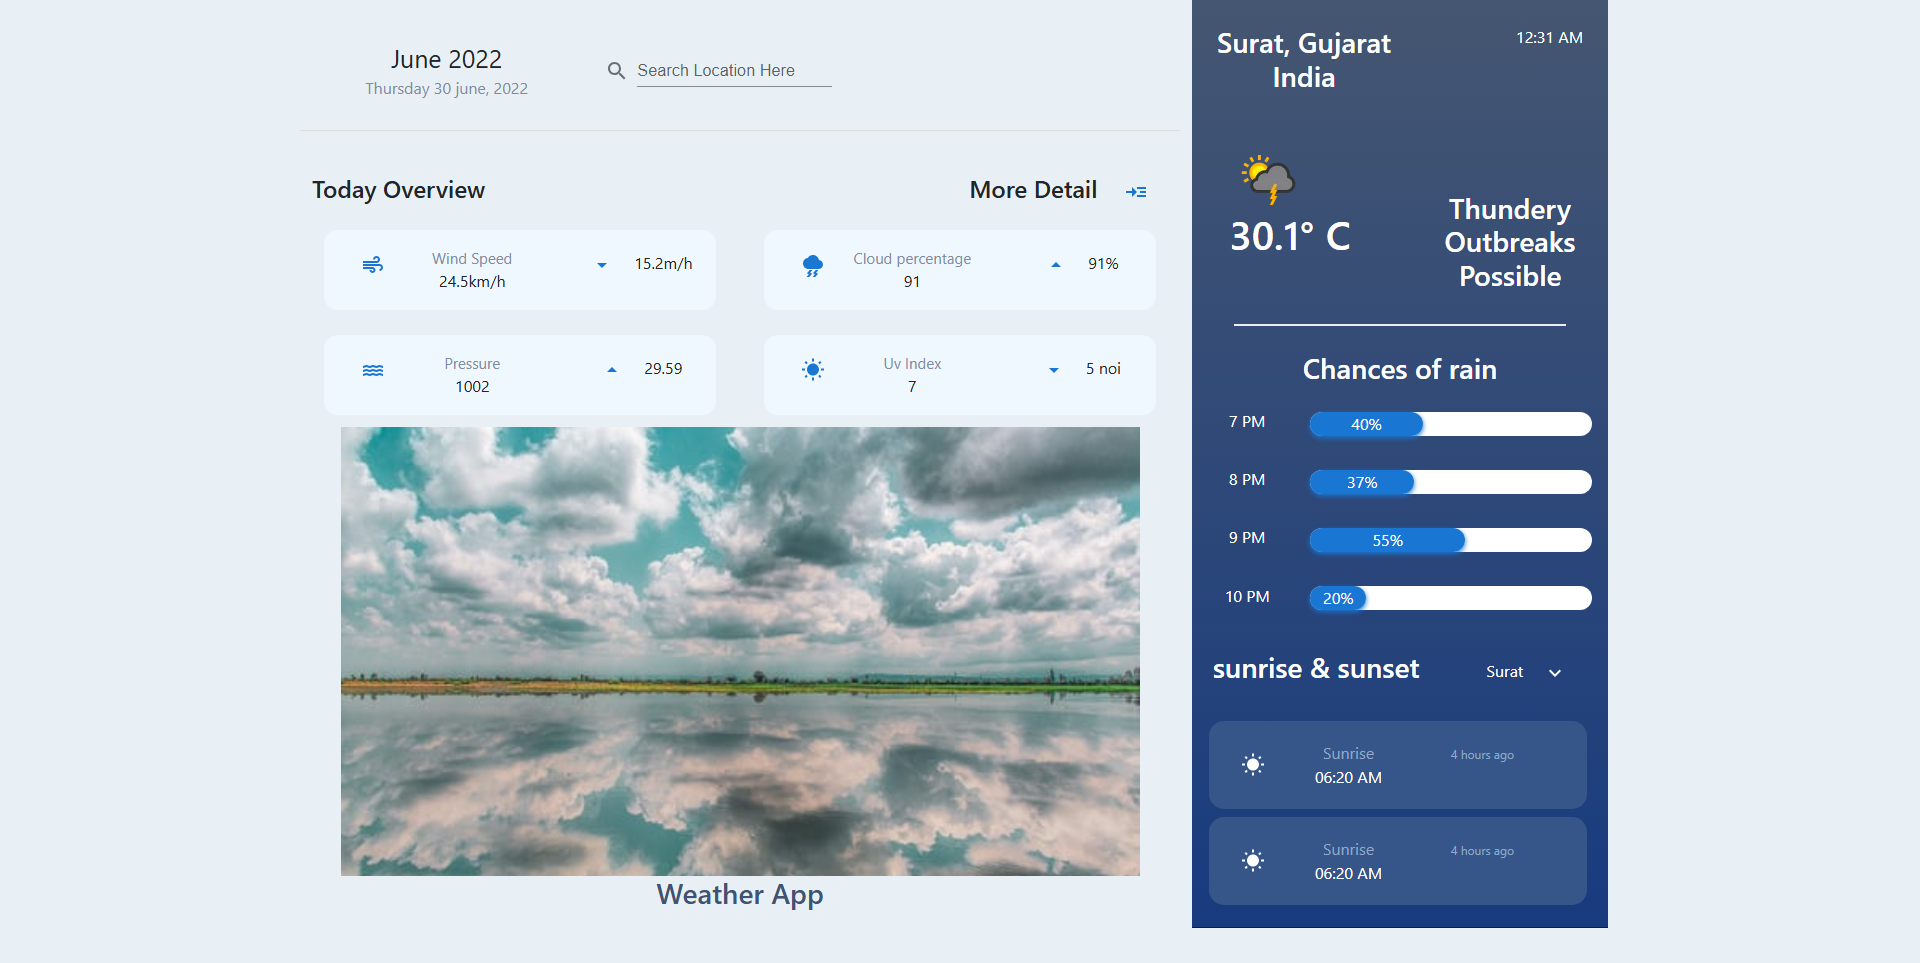 June 2022
Thursday 30 june, 2022
Search Location Here
Today Overview
More Detail
Wind Speed
24.5km/h
15.2m/h
Cloud percentage
91
91%
Pressure
1002
29.59
Uv Index
7
5 noi
Weather App
Surat, Gujarat
India
12:31 AM
30.1° C
Thundery
Outbreaks
Possible
Chances of rain
7 PM
40%
8 PM
37%
9 PM
55%
10 PM
20%
sunrise & sunset
Surat
Sunrise
06:20 AM
4 hours ago
Sunrise
06:20 AM
4 hours ago